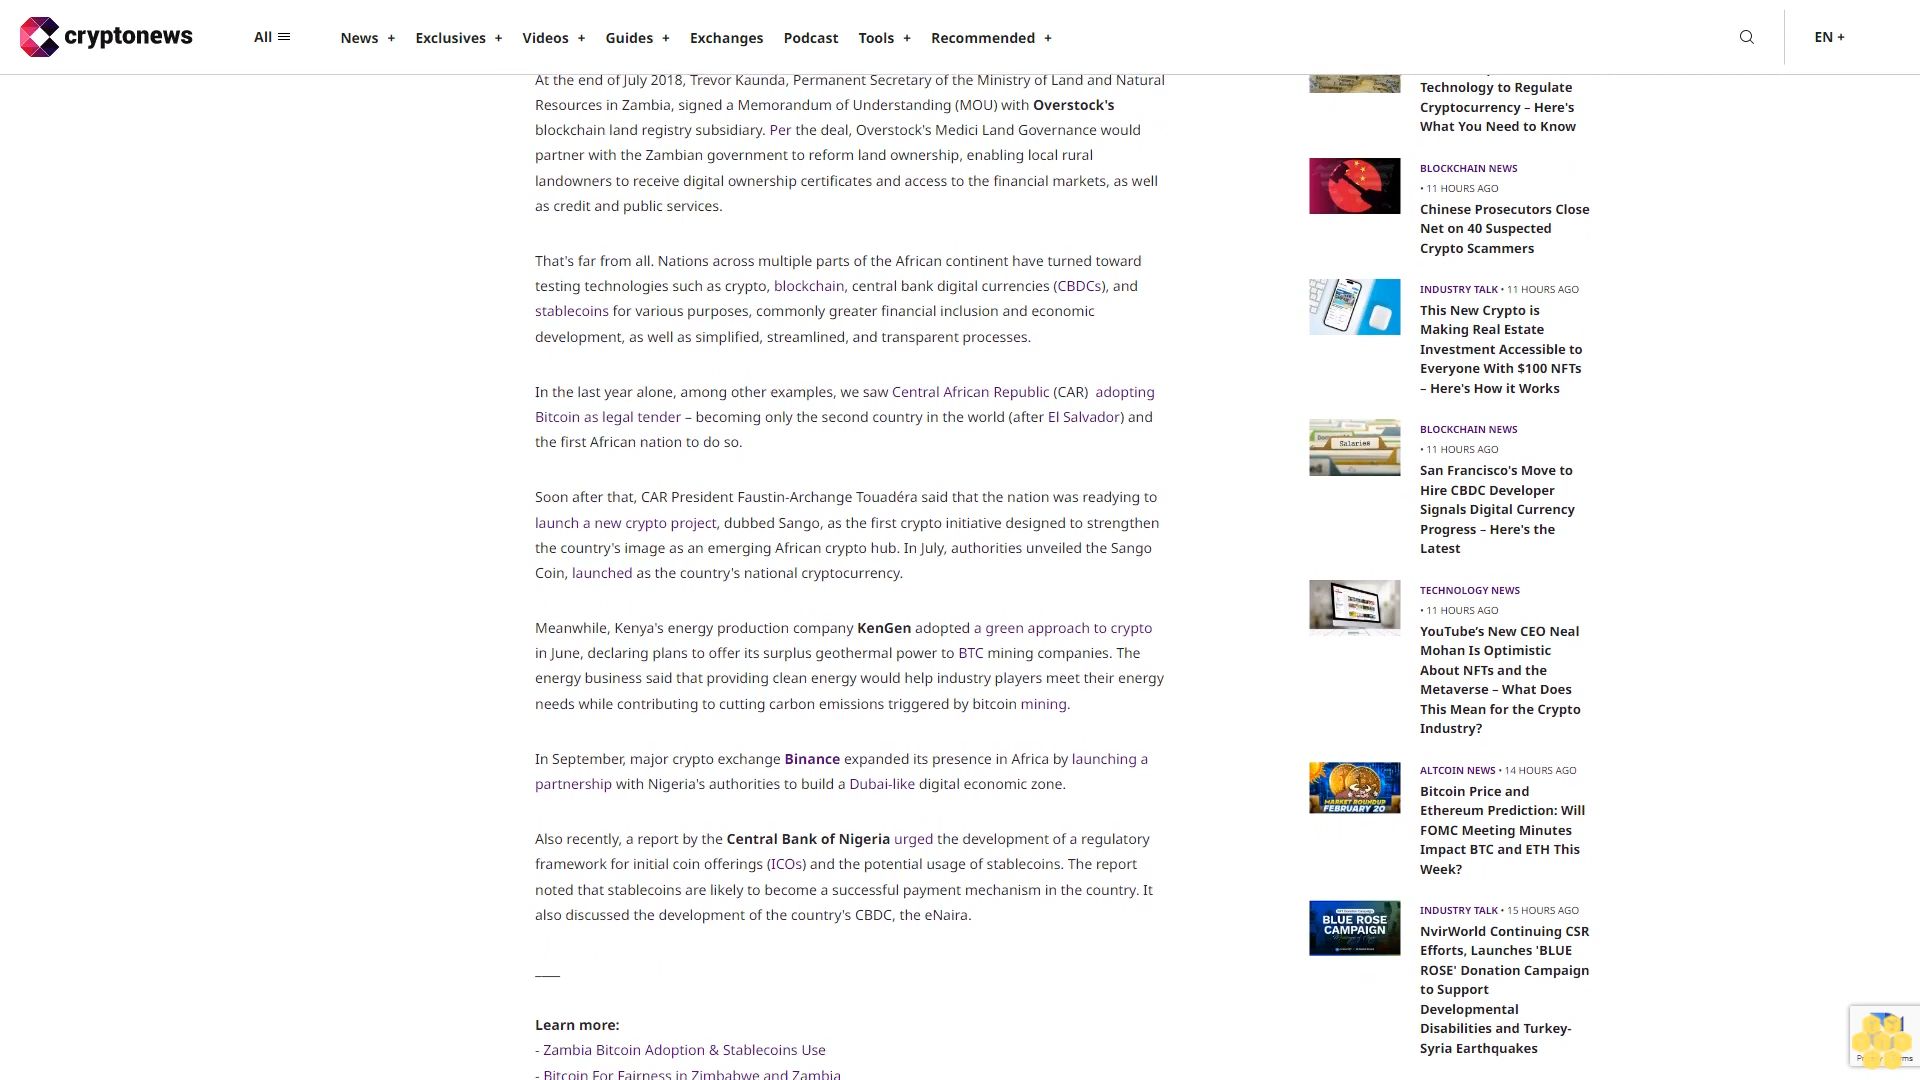 cryptonews
All
News +
Exclusives +
Videos +
Guides +
Exchanges
Podcast
Tools +
Recommended +
EN +
At the end of July 2018, Trevor Kaunda, Permanent Secretary of the Ministry of Land and Natural
Resources in Zambia, signed a Memorandum of Understanding (MOU) with Overstock's
blockchain land registry subsidiary. Per the deal, Overstock's Medici Land Governance would
partner with the Zambian government to reform land ownership, enabling local rural
landowners to receive digital ownership certificates and access to the financial markets, as well
as credit and public services.
That's far from all. Nations across multiple parts of the African continent have turned toward
testing technologies such as crypto, blockchain, central bank digital currencies (CBDCs), and
stablecoins for various purposes, commonly greater financial inclusion and economic
development, as well as simplified, streamlined, and transparent processes.
In the last year alone, among other examples, we saw Central African Republic (CAR) adopting
Bitcoin as legal tender – becoming only the second country in the world (after El Salvador) and
the first African nation to do so.
Soon after that, CAR President Faustin-Archange Touadéra said that the nation was readying to
launch a new crypto project, dubbed Sango, as the first crypto initiative designed to strengthen
the country's image as an emerging African crypto hub. In July, authorities unveiled the Sango
Coin, launched as the country's national cryptocurrency.
Meanwhile, Kenya's energy production company KenGen adopted a green approach to crypto
in June, declaring plans to offer its surplus geothermal power to BTC mining companies. The
energy business said that providing clean energy would help industry players meet their energy
needs while contributing to cutting carbon emissions triggered by bitcoin mining.
In September, major crypto exchange Binance expanded its presence in Africa by launching a
partnership with Nigeria's authorities to build a Dubai-like digital economic zone.
Also recently, a report by the Central Bank of Nigeria urged the development of a regulatory
framework for initial coin offerings (ICOs) and the potential usage of stablecoins. The report
noted that stablecoins are likely to become a successful payment mechanism in the country. It
also discussed the development of the country's CBDC, the eNaira.
____
Learn more:
- Zambia Bitcoin Adoption & Stablecoins Use
- Bitcoin For Fairness in Zimbabwe and Zambia
Technology to Regulate
Cryptocurrency – Here's
What You Need to Know
BLOCKCHAIN NEWS
• 11 HOURS AGO
Chinese Prosecutors Close
Net on 40 Suspected
Crypto Scammers
INDUSTRY TALK • 11 HOURS AGO
This New Crypto is
Making Real Estate
Investment Accessible to
Everyone With $100 NFTs
– Here's How it Works
Salaries
BLOCKCHAIN NEWS
• 11 HOURS AGO
San Francisco's Move to
Hire CBDC Developer
Signals Digital Currency
Progress – Here's the
Latest
TECHNOLOGY NEWS
• 11 HOURS AGO
YouTube’s New CEO Neal
Mohan Is Optimistic
About NFTs and the
Metaverse – What Does
This Mean for the Crypto
Industry?
MARKET ROUNDUP
FEBRUARY 20
ALTCOIN NEWS • 14 HOURS AGO
Bitcoin Price and
Ethereum Prediction: Will
FOMC Meeting Minutes
Impact BTC and ETH This
Week?
BLUE ROSE
CAMPAIGN
INDUSTRY TALK • 15 HOURS AGO
NvirWorld Continuing CSR
Efforts, Launches 'BLUE
ROSE' Donation Campaign
to Support
Developmental
Disabilities and Turkey-
Syria Earthquakes